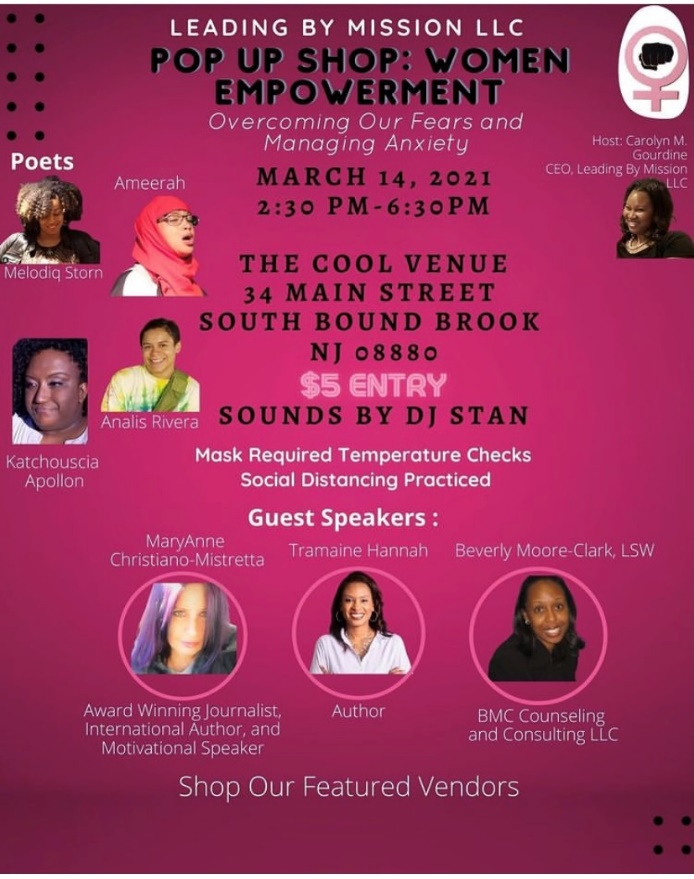 LEADING BY MISSION LLC
POP UP SHOP: WOMEN
EMPOWERMENT
Overcoming Our Fears and
Managing Anxiety
Host: Carolyn M.
Gourdine
CEO, Leading By Mission
LLC
Poets
Ameerah
Melodiq Storn
MARCH 14, 2021
2:30 PM-6:30PM
THE COOL VENUE
34 MAIN STREET
SOUTH BOUND BROOK
NJ 08880
$5 ENTRY
SOUNDS BY DJ STAN
Analis Rivera
Katchouscia
Apollon
Mask Required Temperature Checks
Social Distancing Practiced
Guest Speakers :
MaryAnne
Christiano-Mistretta
Tramaine Hannah
Beverly Moore-Clark, LSW
Award Winning Journalist,
International Author, and
Motivational Speaker
Author
BMC Counseling
and Consulting LLC
Shop Our Featured Vendors